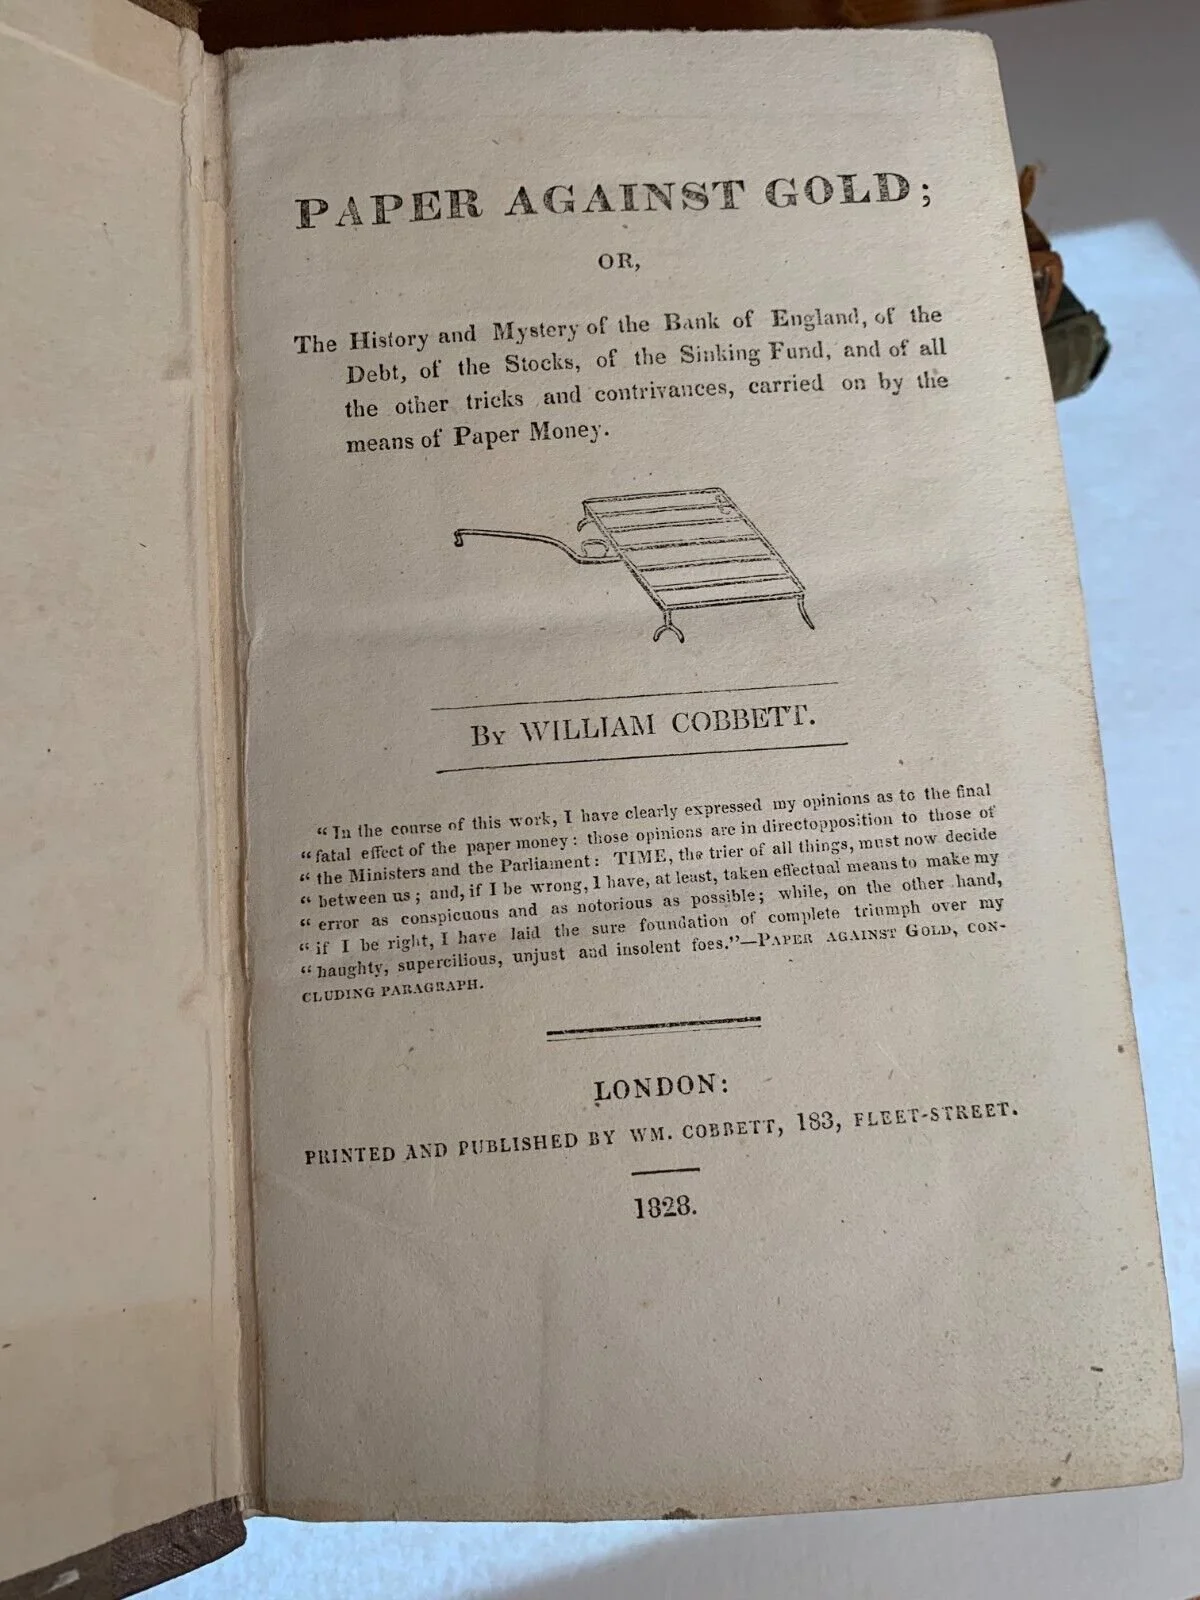 PAPER AGAINST GOLD;
OR,
The History and Mystery of the Bank of England, of the
Debt, of the Stocks, of the Sinking Fund, and of all
the other tricks and contrivances, carried on by the
means of Paper Money.
By WILLIAM COBBETT.
"In the course of this work, I have clearly expressed my opinions as to the final
"fatal effect of the paper money: those opinions are in direct opposition to those of
"the Ministers and the Parliament: TIME, the trier of all things, must now decide
"between us; and, if I be wrong, I have, at least, taken effectual means to make my
"error as conspicuous and as notorious as possible; while, on the other hand,
"if I be right, I have laid the sure foundation of complete triumph over my
"haughty, supercilious, unjust and insolent foes."—PAPER AGAINST GOLD, CON-
CLUDING PARAGRAPH.
LONDON:
PRINTED AND PUBLISHED BY WM. COBBETT, 183, FLEET-STREET.
1828.